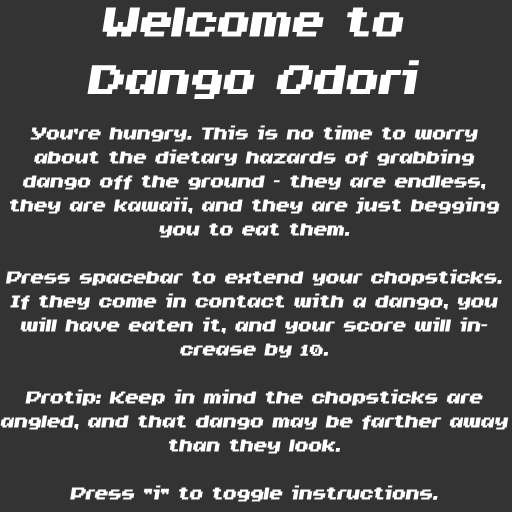 Welcome to
Dango Odori
You're hungry. This is no time to worry
about the dietary hazards of grabbing
dango off the ground - they are endless,
they are kawaii, and they are just begging
you to eat them.
Press spacebar to extend your chopsticks.
If they come in contact with a dango, you
will have eaten it, and your score will in-
crease by 10.
Protip: Keep in mind the chopsticks are
angled, and that dango may be farther away
than they look.
Press "i" to toggle instructions.